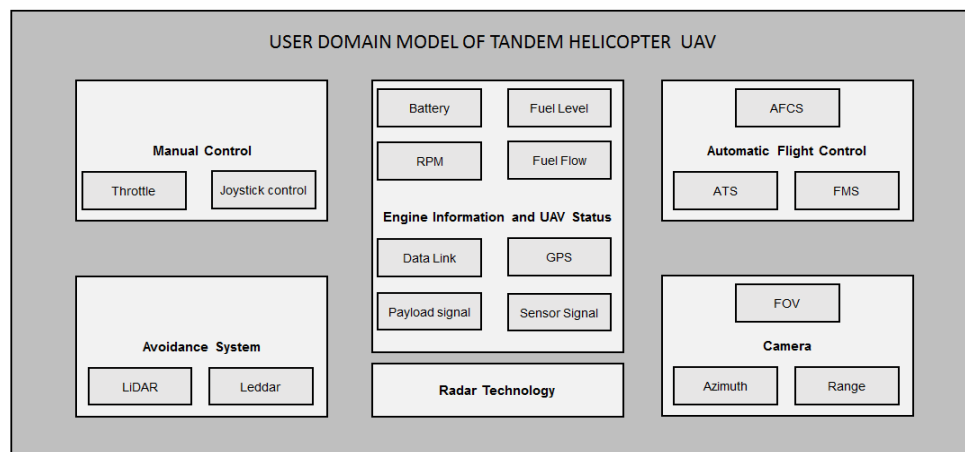 USER DOMAIN MODEL OF TANDEM HELICOPTER UAV
Manual Control
Throttle
Joystick control
Battery
Fuel Level
RPM
Fuel Flow
Engine Information and UAV Status
Data Link
GPS
Payload signal
Sensor Signal
AFCS
Automatic Flight Control
ATS
FMS
Avoidance System
LiDAR
Leddar
Radar Technology
FOV
Camera
Azimuth
Range